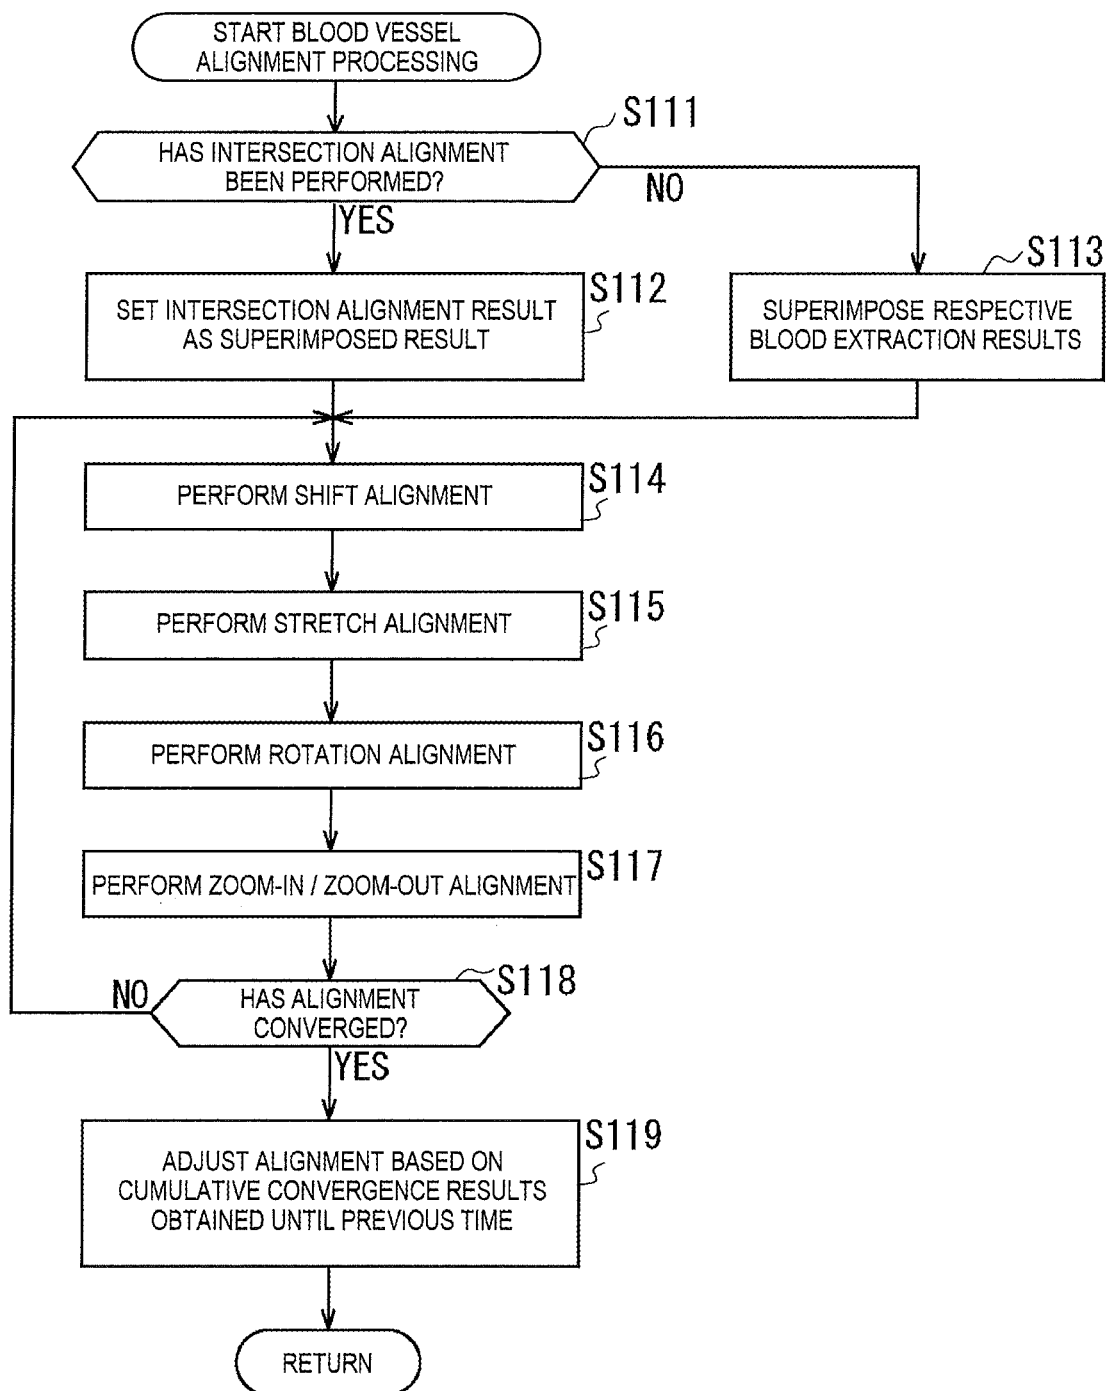 START BLOOD VESSEL
ALIGNMENT PROCESSING
S111
HAS INTERSECTION ALIGNMENT
BEEN PERFORMED?
NO
YES
S112
SET INTERSECTION ALIGNMENT RESULT
AS SUPERIMPOSED RESULT
S113
SUPERIMPOSE RESPECTIVE
BLOOD EXTRACTION RESULTS
S114
PERFORM SHIFT ALIGNMENT
S115
PERFORM STRETCH ALIGNMENT
S116
PERFORM ROTATION ALIGNMENT
S117
PERFORM ZOOM-IN / ZOOM-OUT ALIGNMENT
S118
NO
HAS ALIGNMENT
CONVERGED?
YES
S119
ADJUST ALIGNMENT BASED ON
CUMULATIVE CONVERGENCE RESULTS
OBTAINED UNTIL PREVIOUS TIME
RETURN